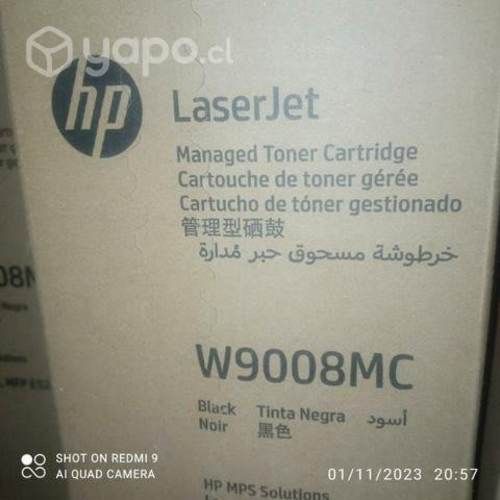 yapo.cl
hp
LaserJet
Managed Toner Cartridge
Cartouche de toner gérée
Cartucho de tóner gestionado
管理型硒鼓
خرطوشة مسحوق حبر مُدارة
W9008MC
Black Tinta Negra أسود
Noir 黑色
HP MPS Solutions
08M
Negra
SHOT ON REDMI 9
AI QUAD CAMERA
01/11/2023 20:57